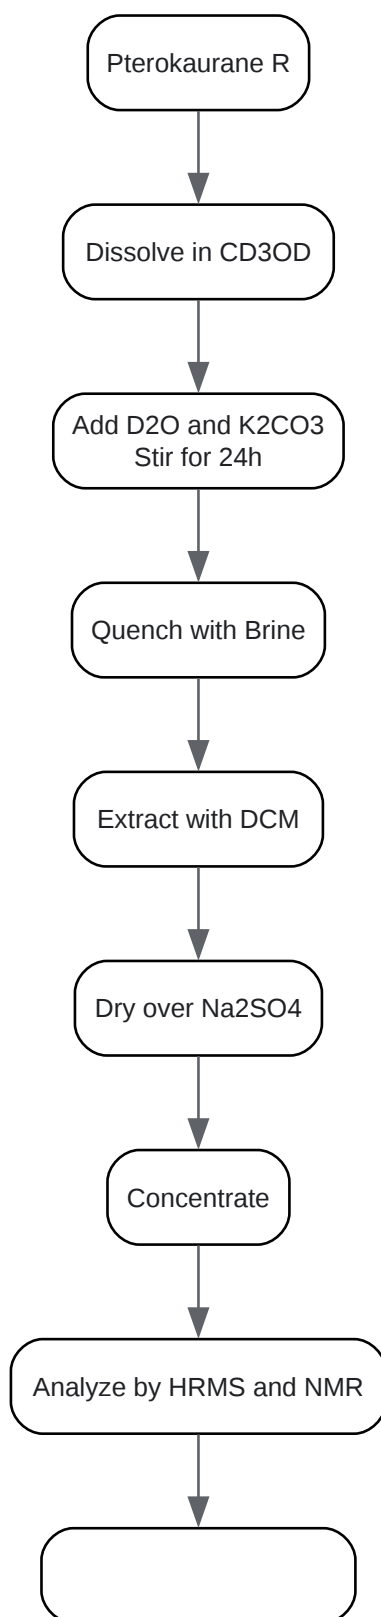 Pterokaurane R
Dissolve in CD3OD
Add D2O and K2CO3
Stir for 24h
Quench with Brine
Extract with DCM
Dry over Na2SO4
Concentrate
Analyze by HRMS and NMR